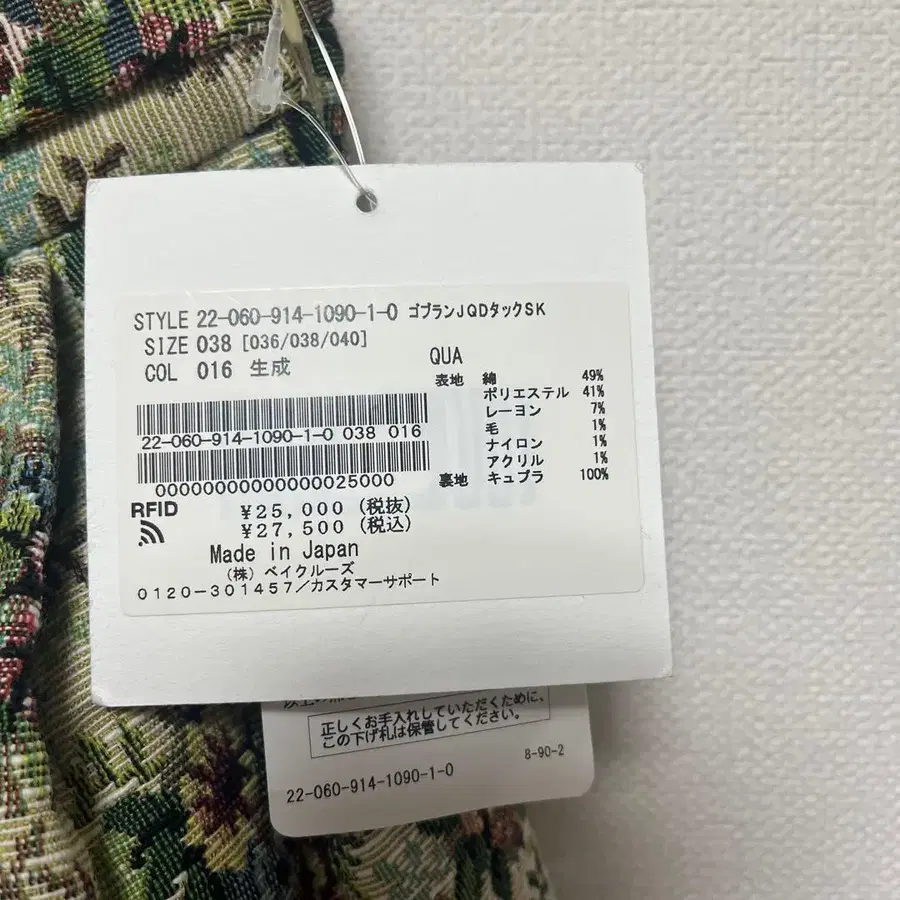 STYLE 22-060-914-1090-1-0 ゴブランJQDタックSK
SIZE 038 [036/038/040]
COL 016 生成
QUA
表地 綿 49%
ポリエステル 41%
レーヨン 7%
毛 1%
ナイロン 1%
アクリル 1%
裏地 キュプラ 100%
22-060-914-1090-1-0 038 016
00000000000000025000
RFID
¥25,000 (税抜)
¥27,500 (税込)
Made in Japan
(株) ベイクルーズ
0120-301457/カスタマーサポート
正しくお手入れしていただくために、
この下げ札は保管してください。
8-90-2
22-060-914-1090-1-0